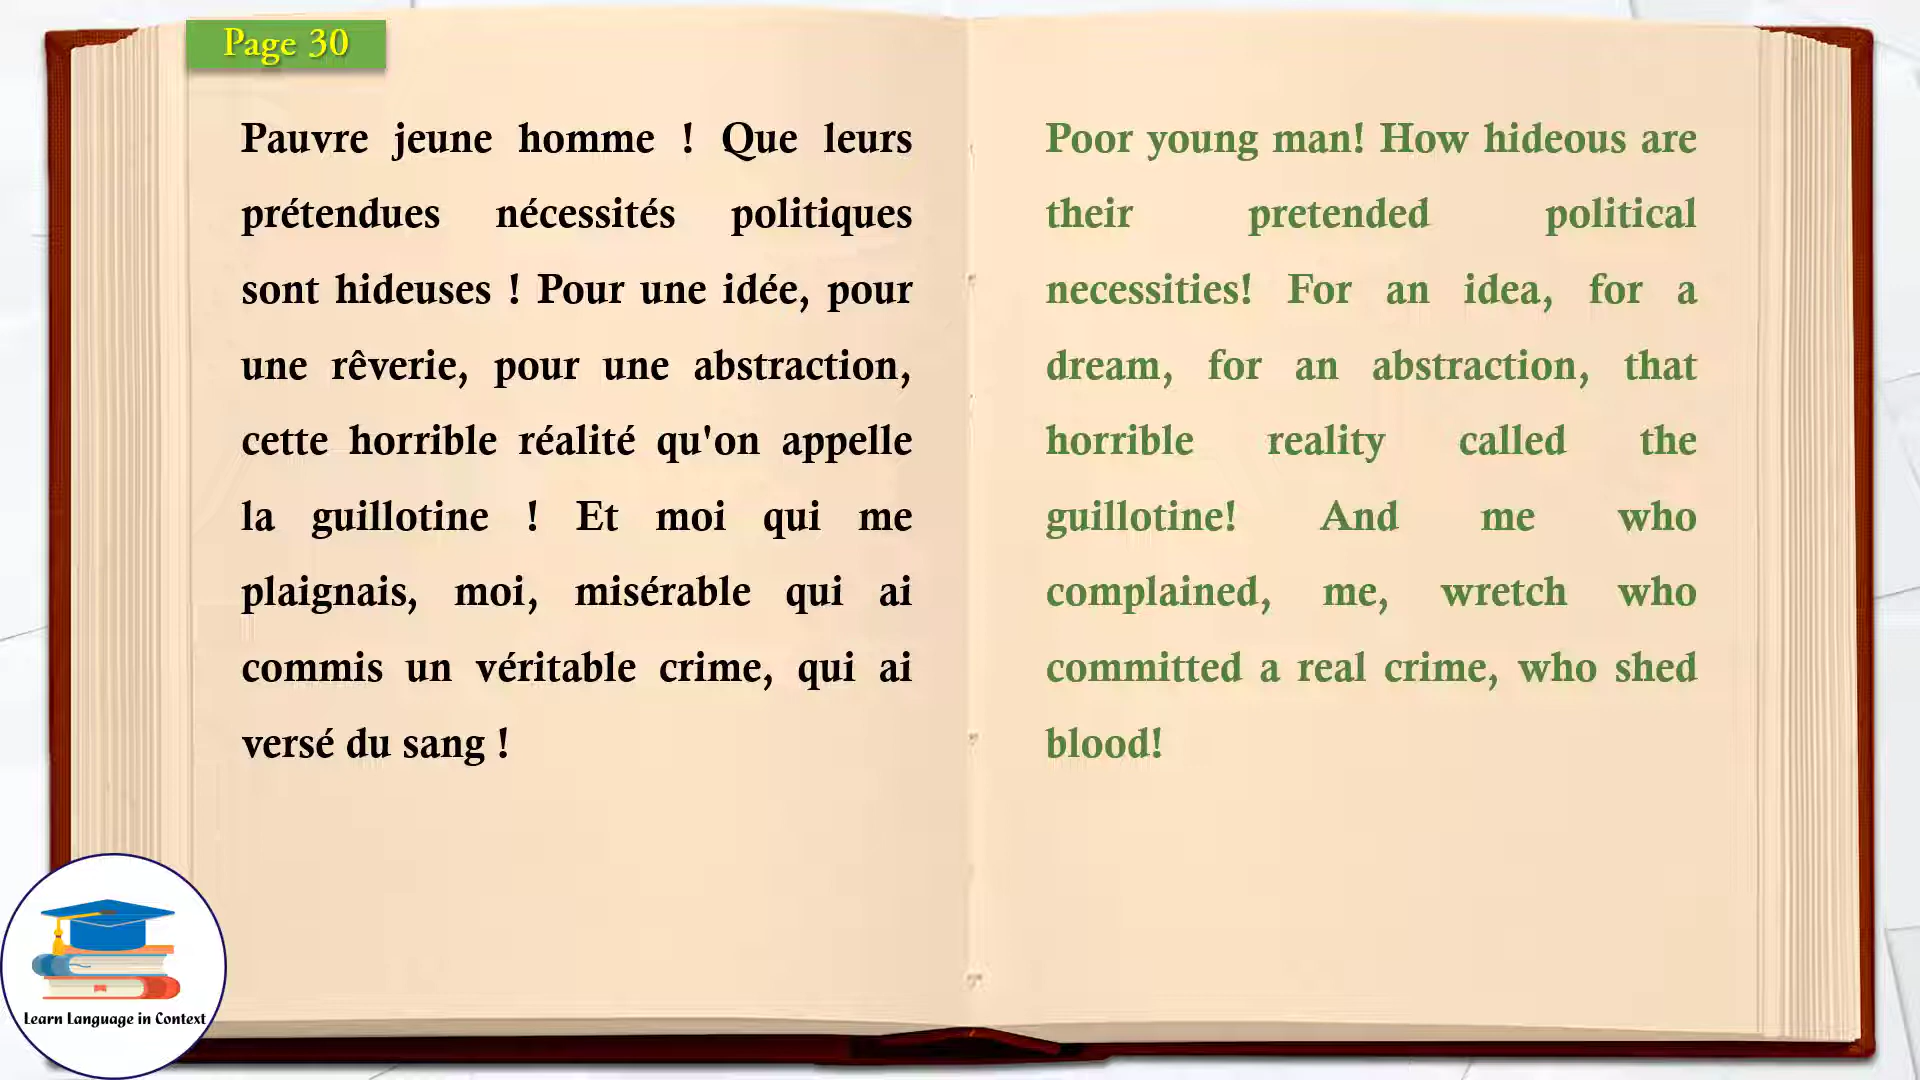 Page 30
Pauvre jeune homme ! Que leurs
prétendues nécessités politiques
sont hideuses ! Pour une idée, pour
une rêverie, pour une abstraction,
cette horrible réalité qu'on appelle
la guillotine ! Et moi qui me
plaignais, moi, misérable qui ai
commis un véritable crime, qui ai
versé du sang !
Poor young man! How hideous are
their pretended political
necessities! For an idea, for a
dream, for an abstraction, that
horrible reality called the
guillotine! And me who
complained, me, wretch who
committed a real crime, who shed
blood!
Learn Language in Context